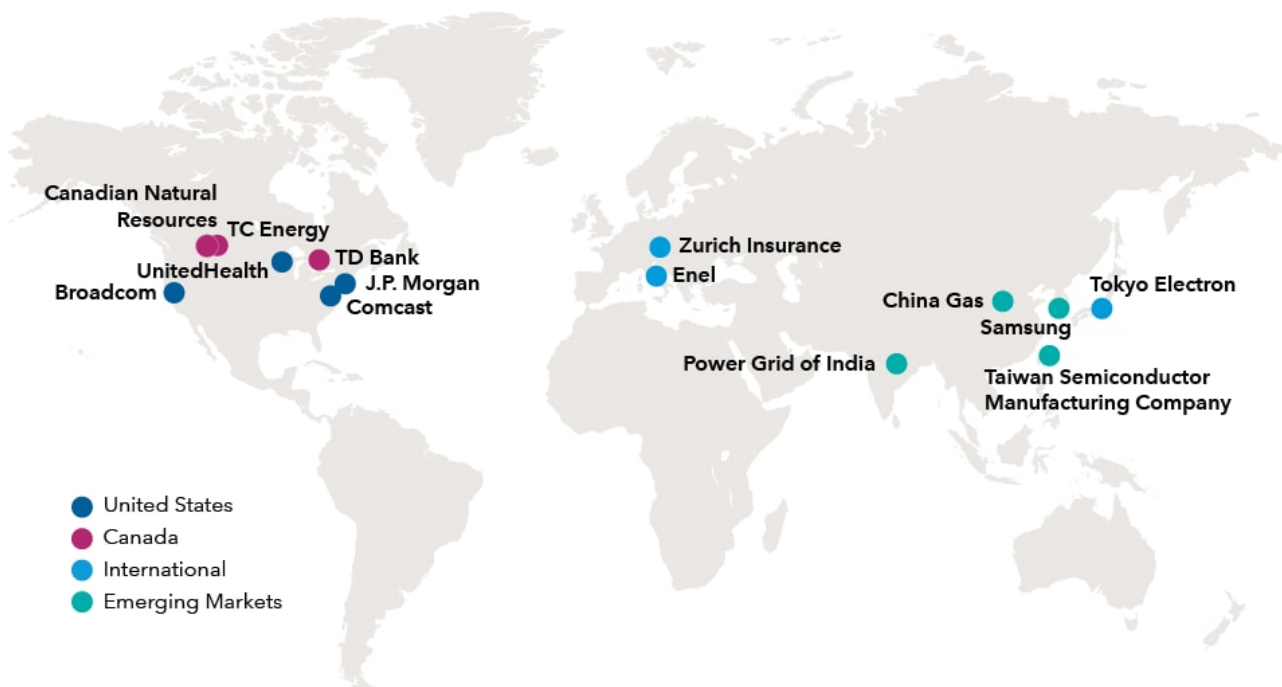 Canadian Natural
Resources
TC Energy
UnitedHealth
TD Bank
Broadcom
J.P. Morgan
Comcast
Zurich Insurance
Enel
China Gas
Tokyo Electron
Samsung
Power Grid of India
Taiwan Semiconductor
Manufacturing Company
United States
Canada
International
Emerging Markets